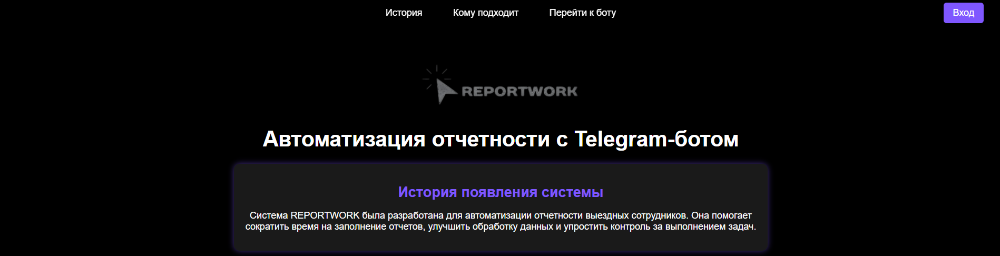 История
Кому подходит
Перейти к боту
Вход
REPORTWORK
Автоматизация отчетности с Telegram-ботом
История появления системы
Система REPORTWORK была разработана для автоматизации отчетности выездных сотрудников. Она помогает
сократить время на заполнение отчетов, улучшить обработку данных и упростить контроль за выполнением задач.